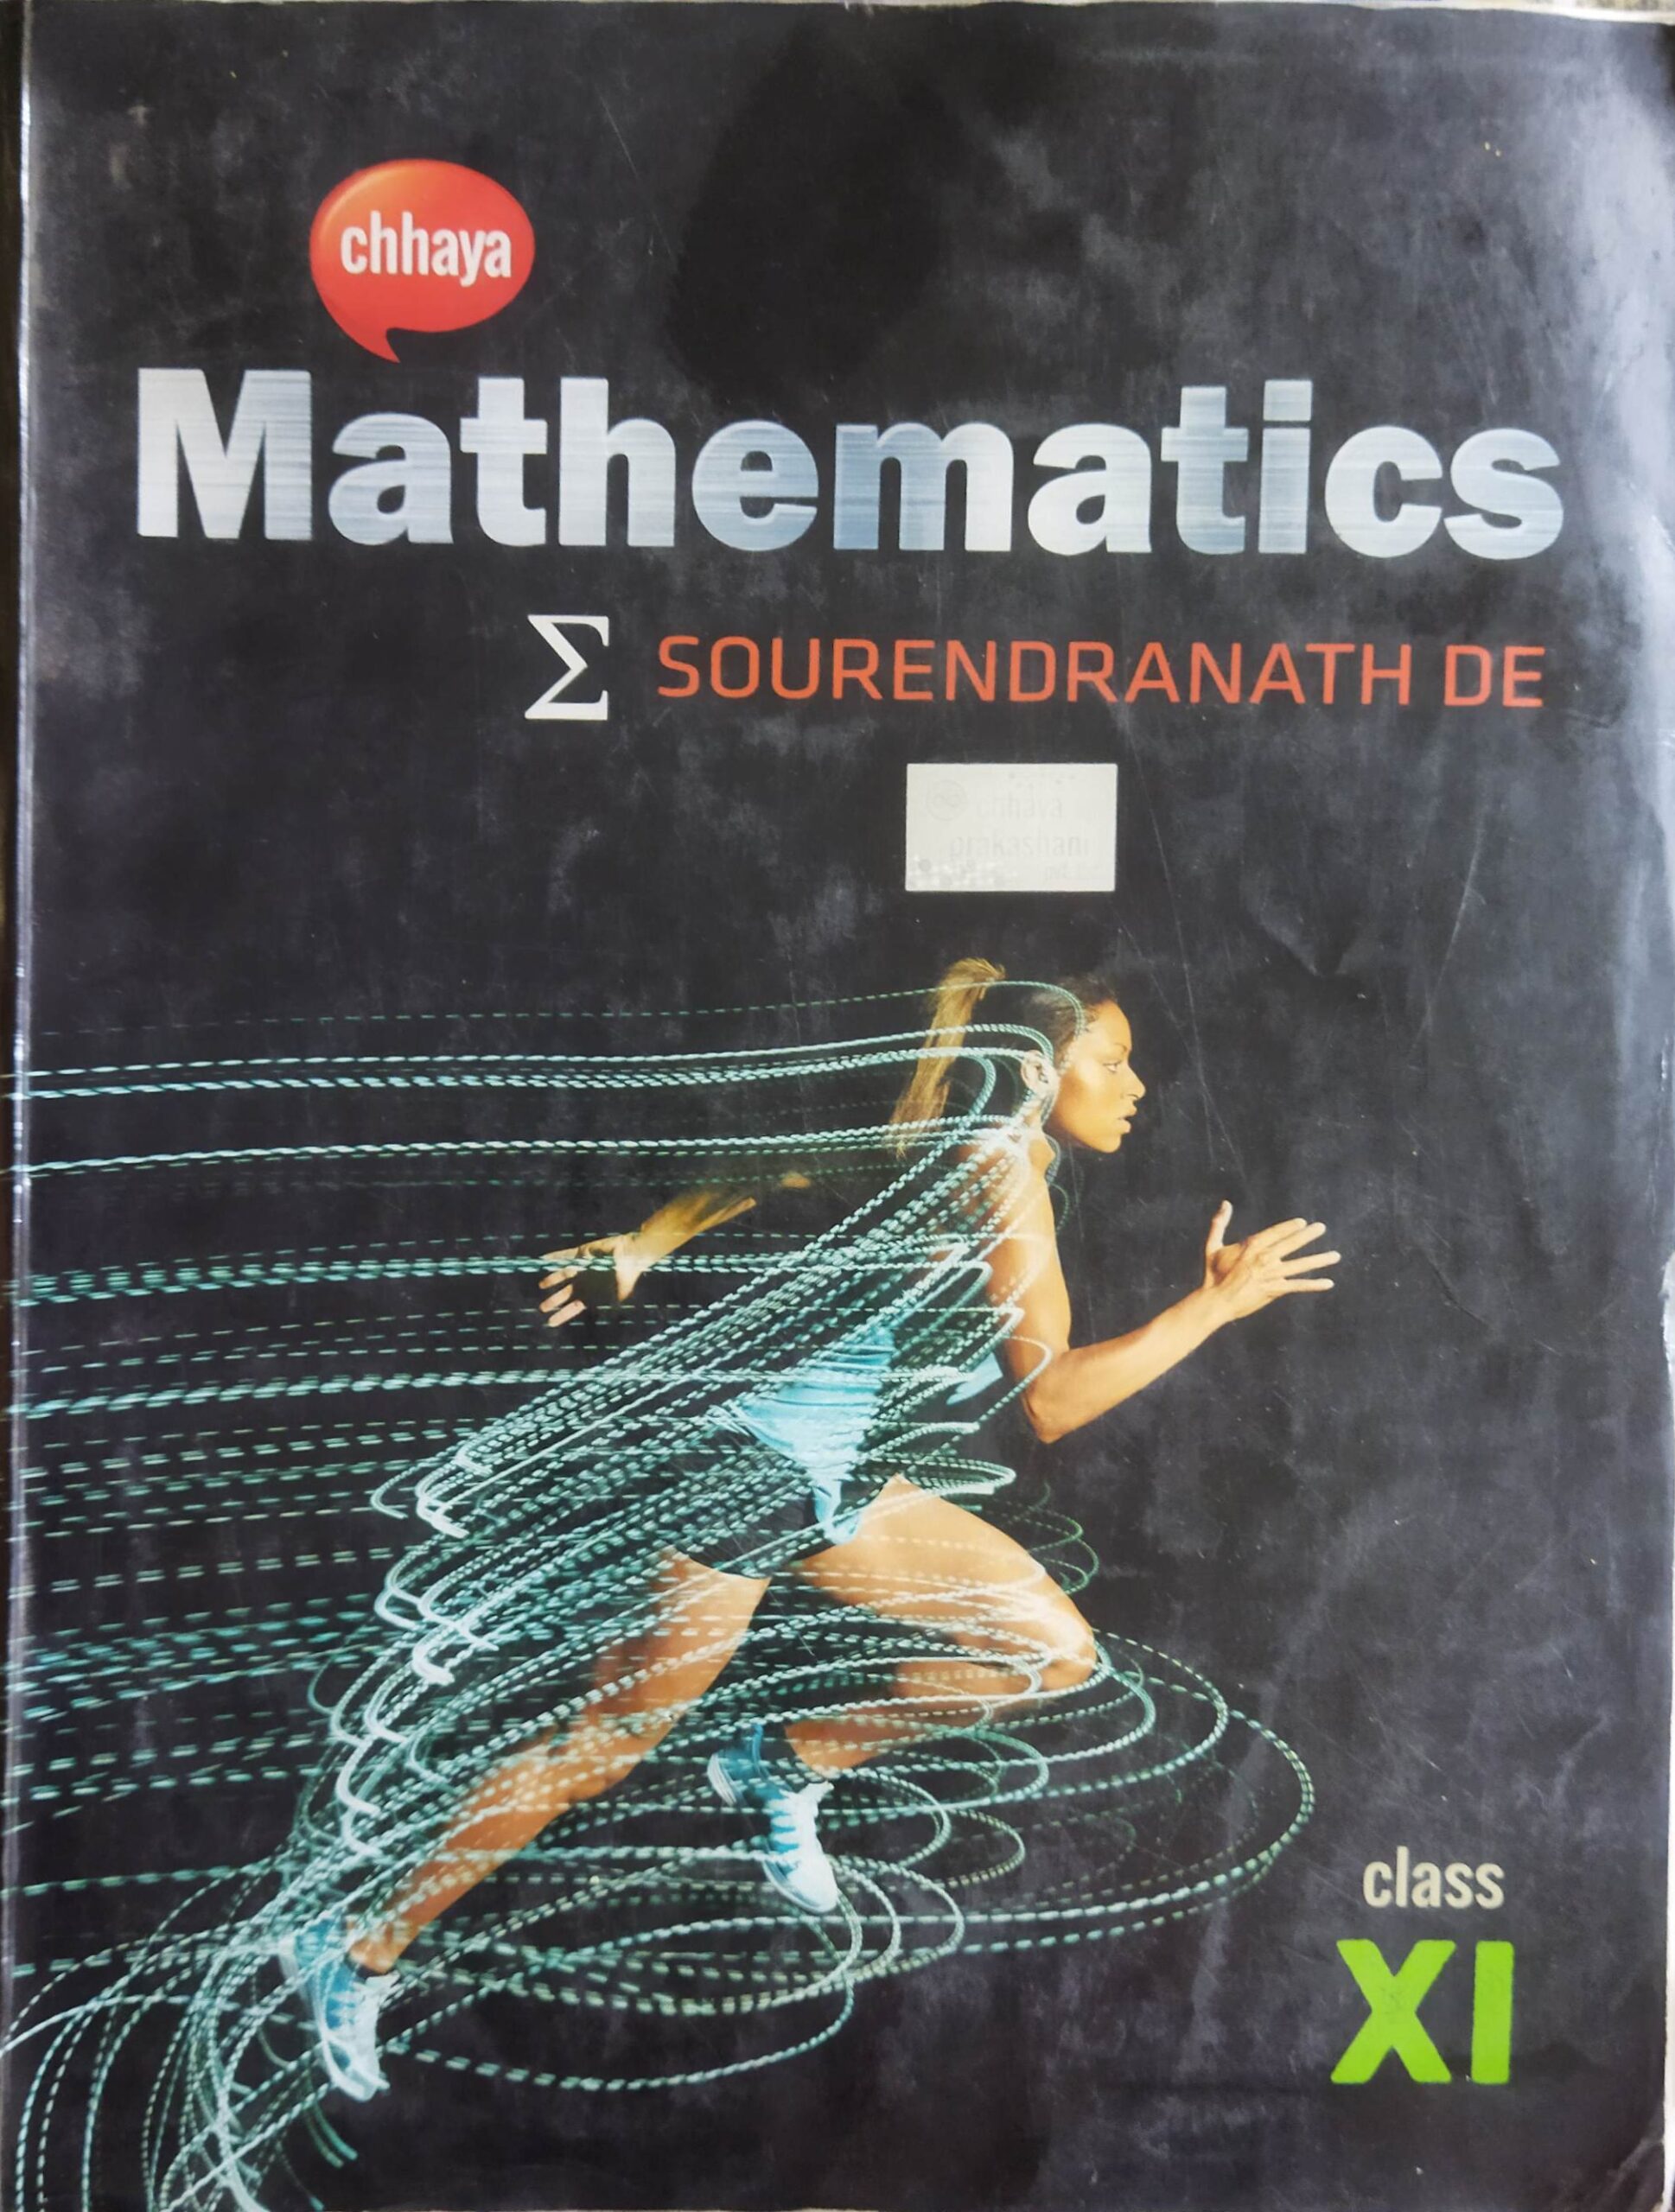 chhaya
Mathematics
Σ SOURENDRANATH DE
chhaya
prakashani
class
XI